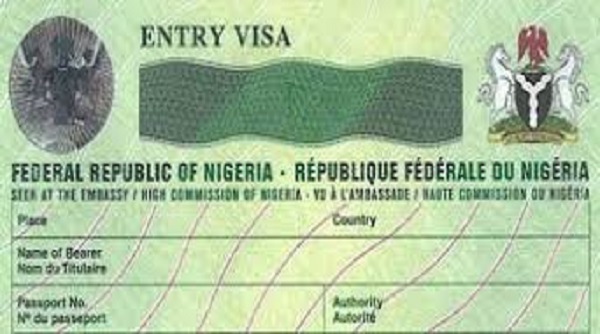 ENTRY VISA
FEDERAL REPUBLIC OF NIGERIA · RÉPUBLIQUE FÉDÉRALE DU NIGÉRIA
SEEN AT THE EMBASSY / HIGH COMMISSION OF NIGERIA · VU À L'AMBASSADE / HAUTE COMMISSION DU NIGÉRIA
Place Country
Name of Bearer
Nom du Titulaire
Passport No. Authority
Nº du passeport Autorité